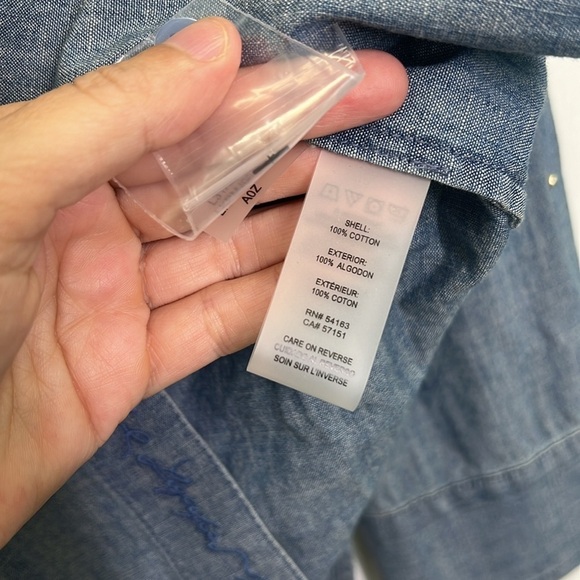 A0Z
SHELL:
100% COTTON
EXTERIOR:
100% ALGODON
EXTÉRIEUR:
100% COTON
RN# 54163
CA# 57151
CARE ON REVERSE
SOIN SUR L'INVERSE